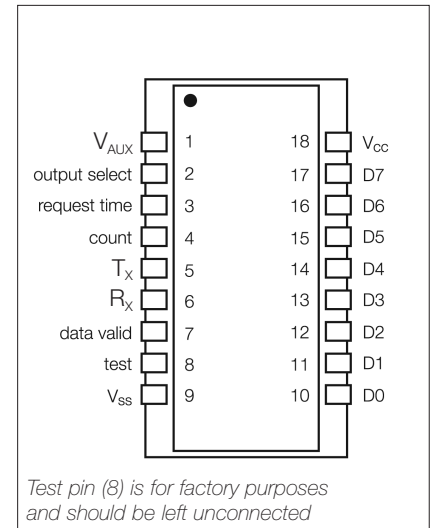 V_AUX 1 18 V_CC
output select 2 17 D7
request time 3 16 D6
count 4 15 D5
T_X 5 14 D4
R_X 6 13 D3
data valid 7 12 D2
test 8 11 D1
V_SS 9 10 D0
Test pin (8) is for factory purposes
and should be left unconnected